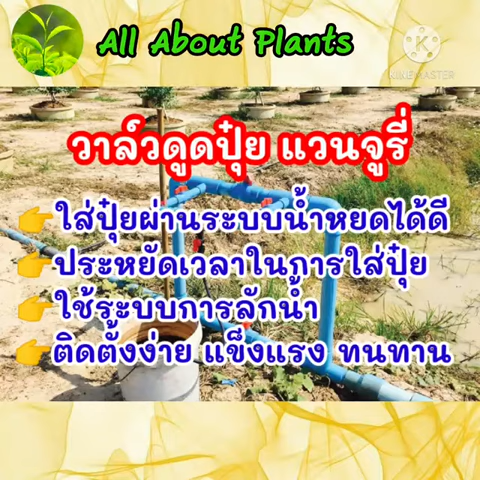 All About Plants
KINEMASTER
วาล์วดูดปุ๋ย แวนจูรี่
ใส่ปุ๋ยผ่านระบบน้ำหยดได้ดี
ประหยัดเวลาในการใส่ปุ๋ย
ใช้ระบบการลักน้ำ
ติดตั้งง่าย แข็งแรง ทนทาน